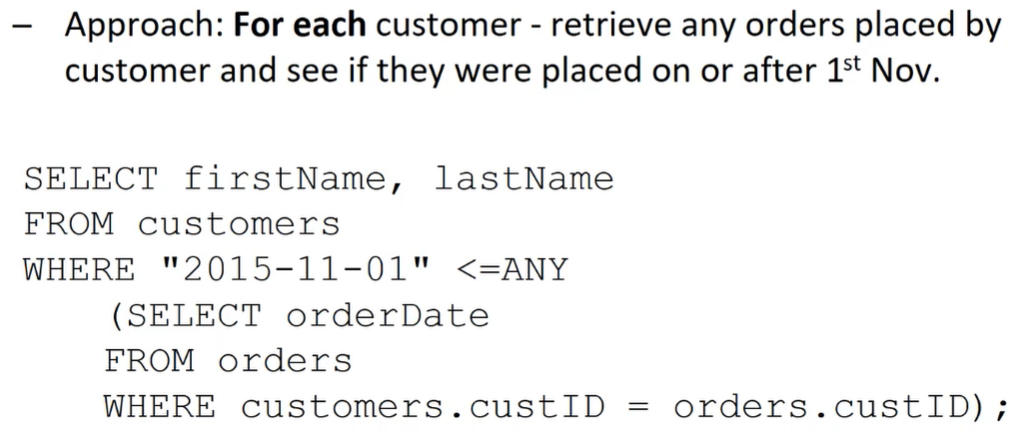 – Approach: For each customer - retrieve any orders placed by
customer and see if they were placed on or after 1st Nov.
SELECT firstName, lastName
FROM customers
WHERE "2015-11-01" <=ANY
(SELECT orderDate
FROM orders
WHERE customers.custID = orders.custID);